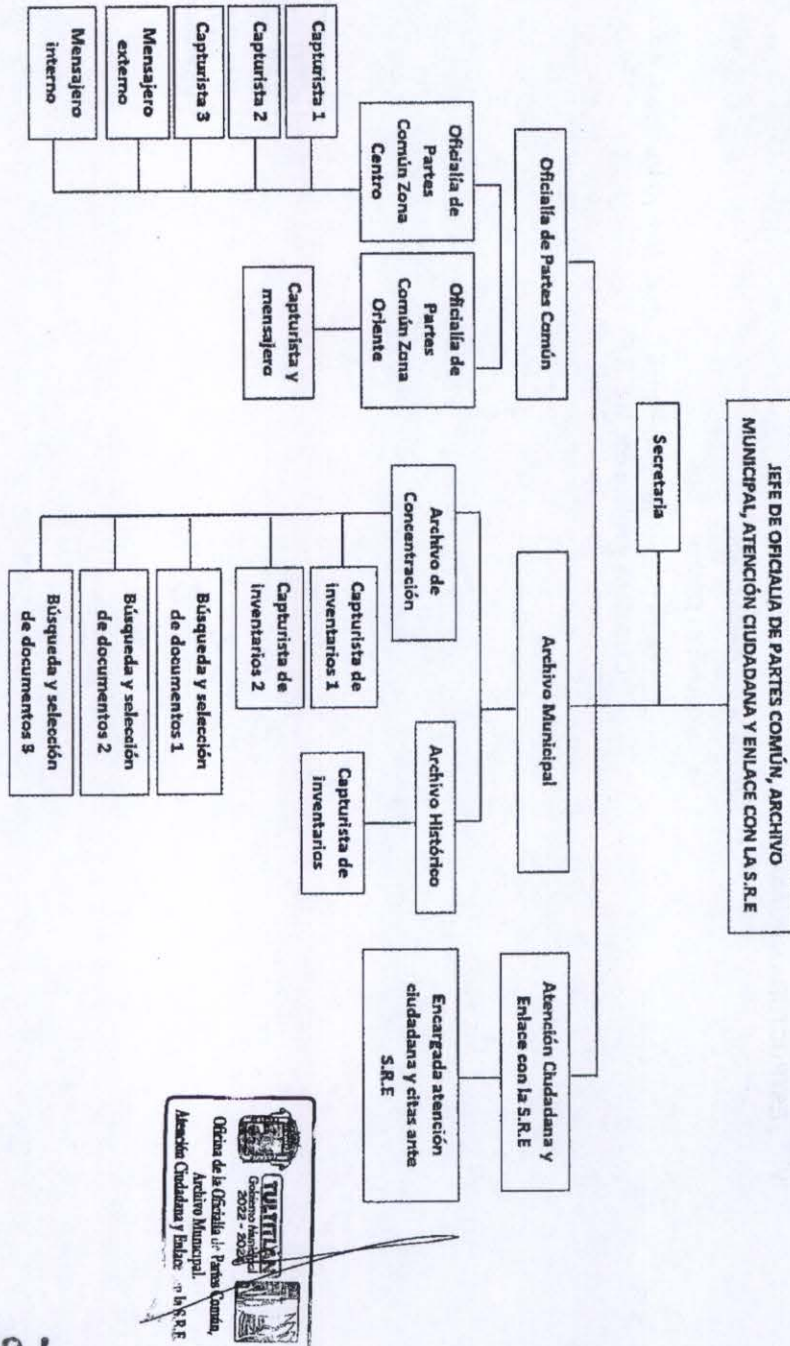 JEFE DE OFICIALIA DE PARTES COMÚN, ARCHIVO
MUNICIPAL, ATENCIÓN CIUDADANA Y ENLACE CON LA S.R.E
Secretaria
Oficialía de Partes Común
Archivo Municipal
Atención Ciudadana y
Enlace con la S.R.E
Oficialía de
Partes
Común Zona
Centro
Oficialía de
Partes
Común Zona
Oriente
Archivo de
Concentración
Archivo Histórico
Encargada atención
ciudadana y citas ante
S.R.E
Capturista 1
Capturista 2
Capturista 3
Mensajero
externo
Mensajero
interno
Capturista y
mensajero
Capturista de
inventarios 1
Capturista de
inventarios 2
Búsqueda y selección
de documentos 1
Búsqueda y selección
de documentos 2
Búsqueda y selección
de documentos 3
Capturista de
inventarios
TULTITLÁN
Gobierno Municipal
2022 -
Oficina de la Oficialía de Partes Común,
Archivo Municipal.
Atención Ciudadana y Enlace la S.R.E.